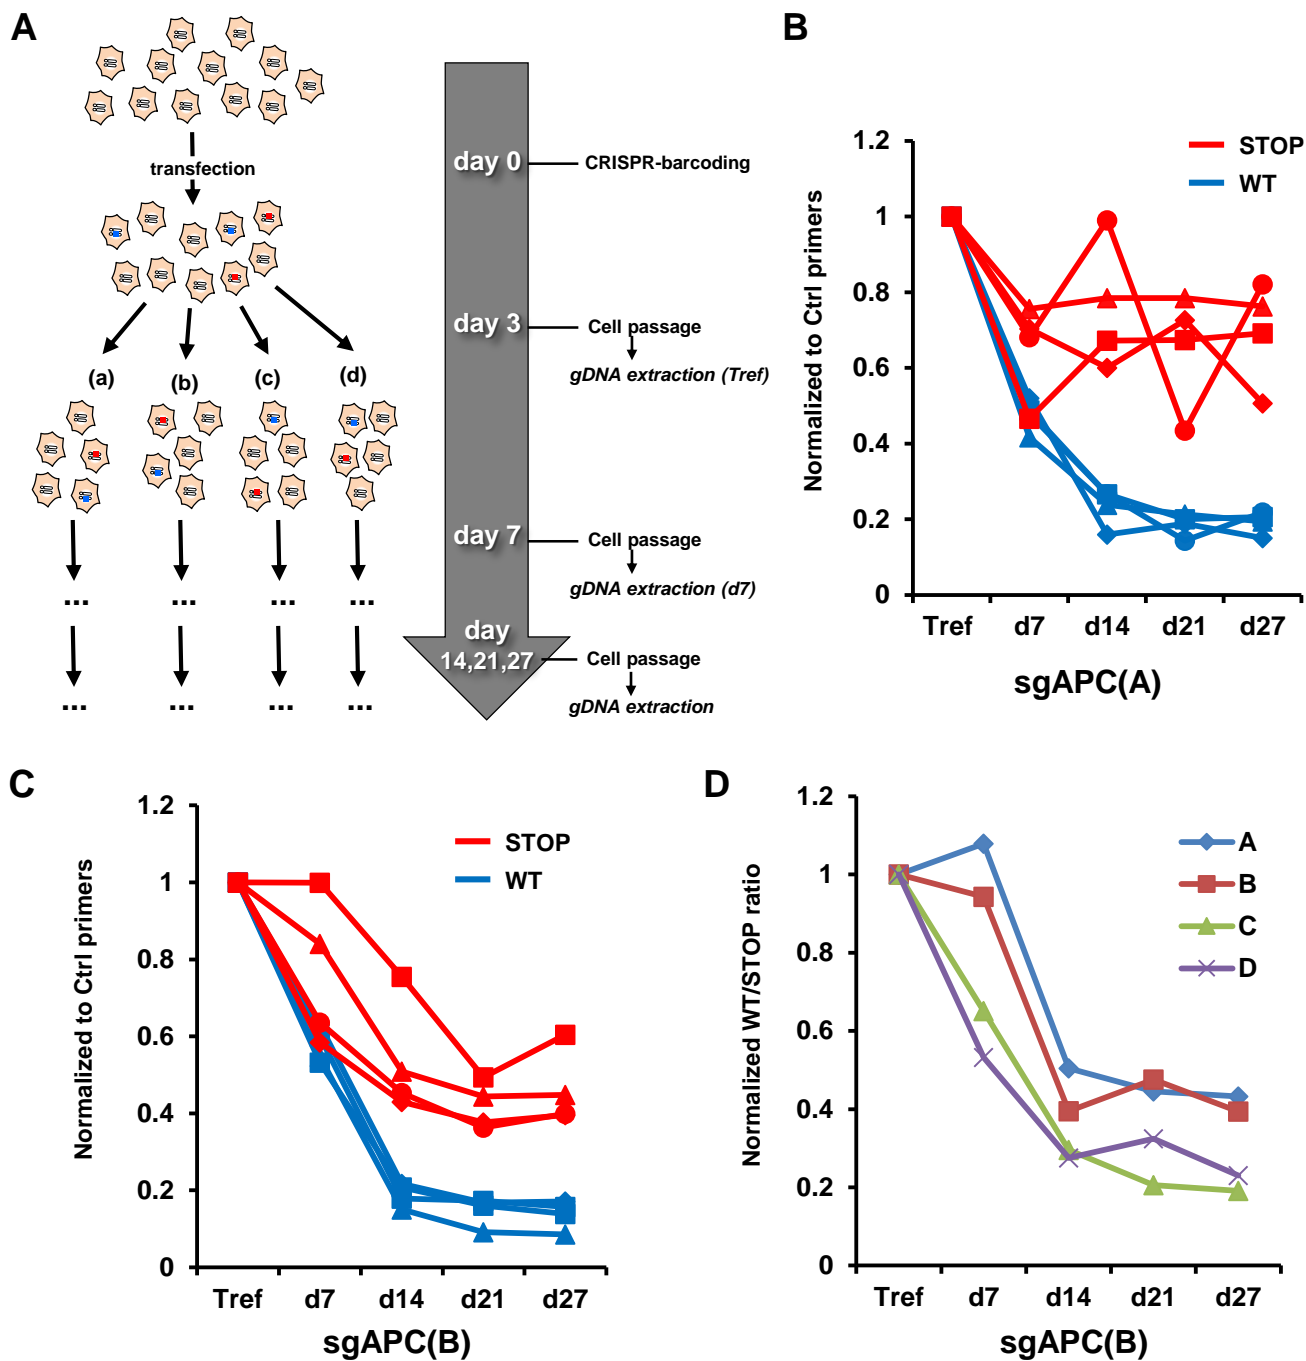 A
transfection
(a)
(b)
(c)
(d)
...
...
...
...
...
...
...
...
day 0
CRISPR-barcoding
day 3
Cell passage
gDNA extraction (Tref)
day 7
Cell passage
gDNA extraction (d7)
day
14,21,27
Cell passage
gDNA extraction
B
Normalized to Ctrl primers
1.2
1
0.8
0.6
0.4
0.2
0
STOP
WT
Tref d7 d14 d21 d27
sgAPC(A)
C
Normalized to Ctrl primers
1.2
1
0.8
0.6
0.4
0.2
0
STOP
WT
Tref d7 d14 d21 d27
sgAPC(B)
D
Normalized WT/STOP ratio
1.2
1
0.8
0.6
0.4
0.2
0
A
B
C
D
Tref d7 d14 d21 d27
sgAPC(B)